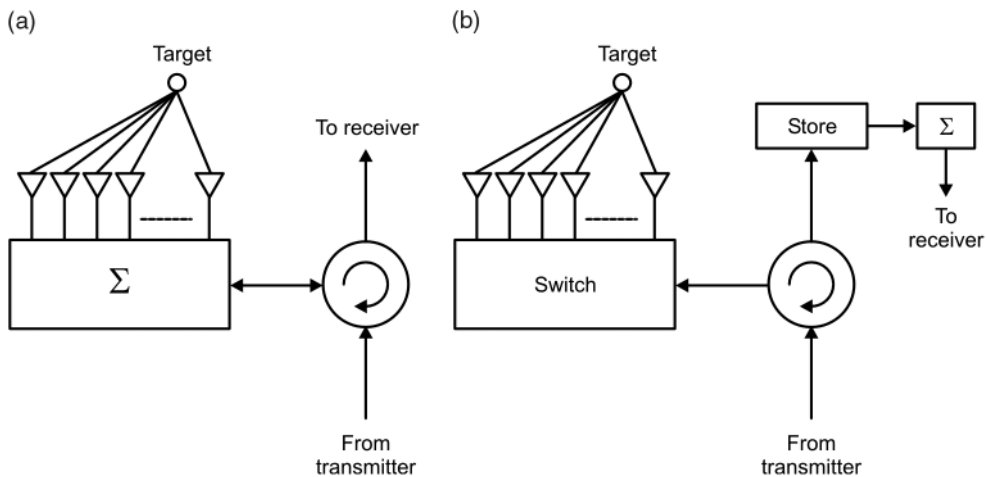 (a)
Target
To receiver
Σ
From
transmitter
(b)
Target
Store
Σ
To
receiver
Switch
From
transmitter